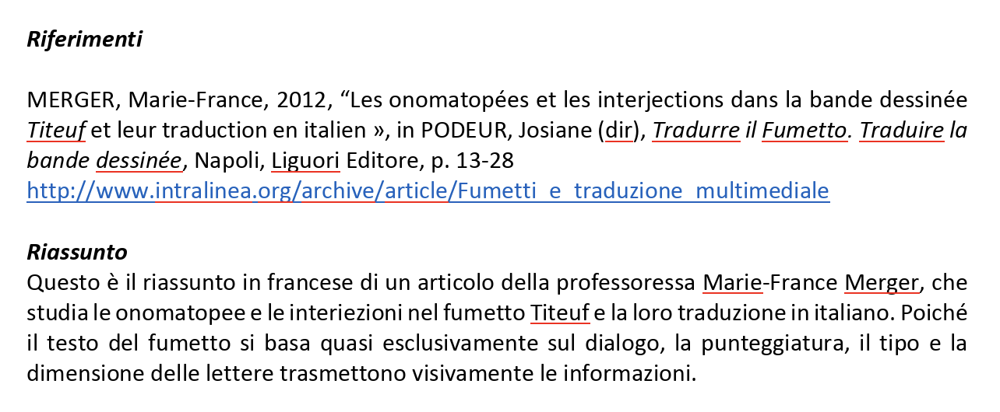 Riferimenti
MERGER, Marie-France, 2012, “Les onomatopées et les interjections dans la bande dessinée
Titeuf et leur traduction en italien », in PODEUR, Josiane (dir), Tradurre il Fumetto. Traduire la
bande dessinée, Napoli, Liguori Editore, p. 13-28
http://www.intralinea.org/archive/article/Fumetti_e_traduzione_multimediale
Riassunto
Questo è il riassunto in francese di un articolo della professoressa Marie-France Merger, che
studia le onomatopee e le interiezioni nel fumetto Titeuf e la loro traduzione in italiano. Poiché
il testo del fumetto si basa quasi esclusivamente sul dialogo, la punteggiatura, il tipo e la
dimensione delle lettere trasmettono visivamente le informazioni.